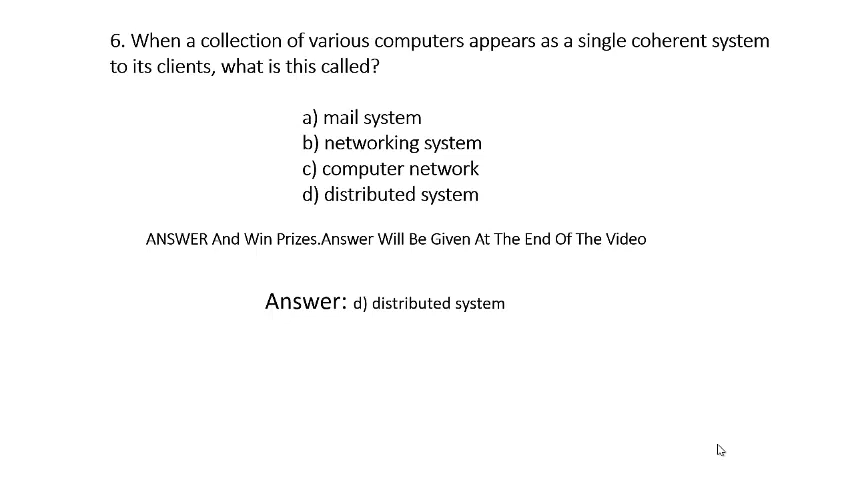 6. When a collection of various computers appears as a single coherent system
to its clients, what is this called?
a) mail system
b) networking system
c) computer network
d) distributed system
ANSWER And Win Prizes.Answer Will Be Given At The End Of The Video
Answer: d) distributed system